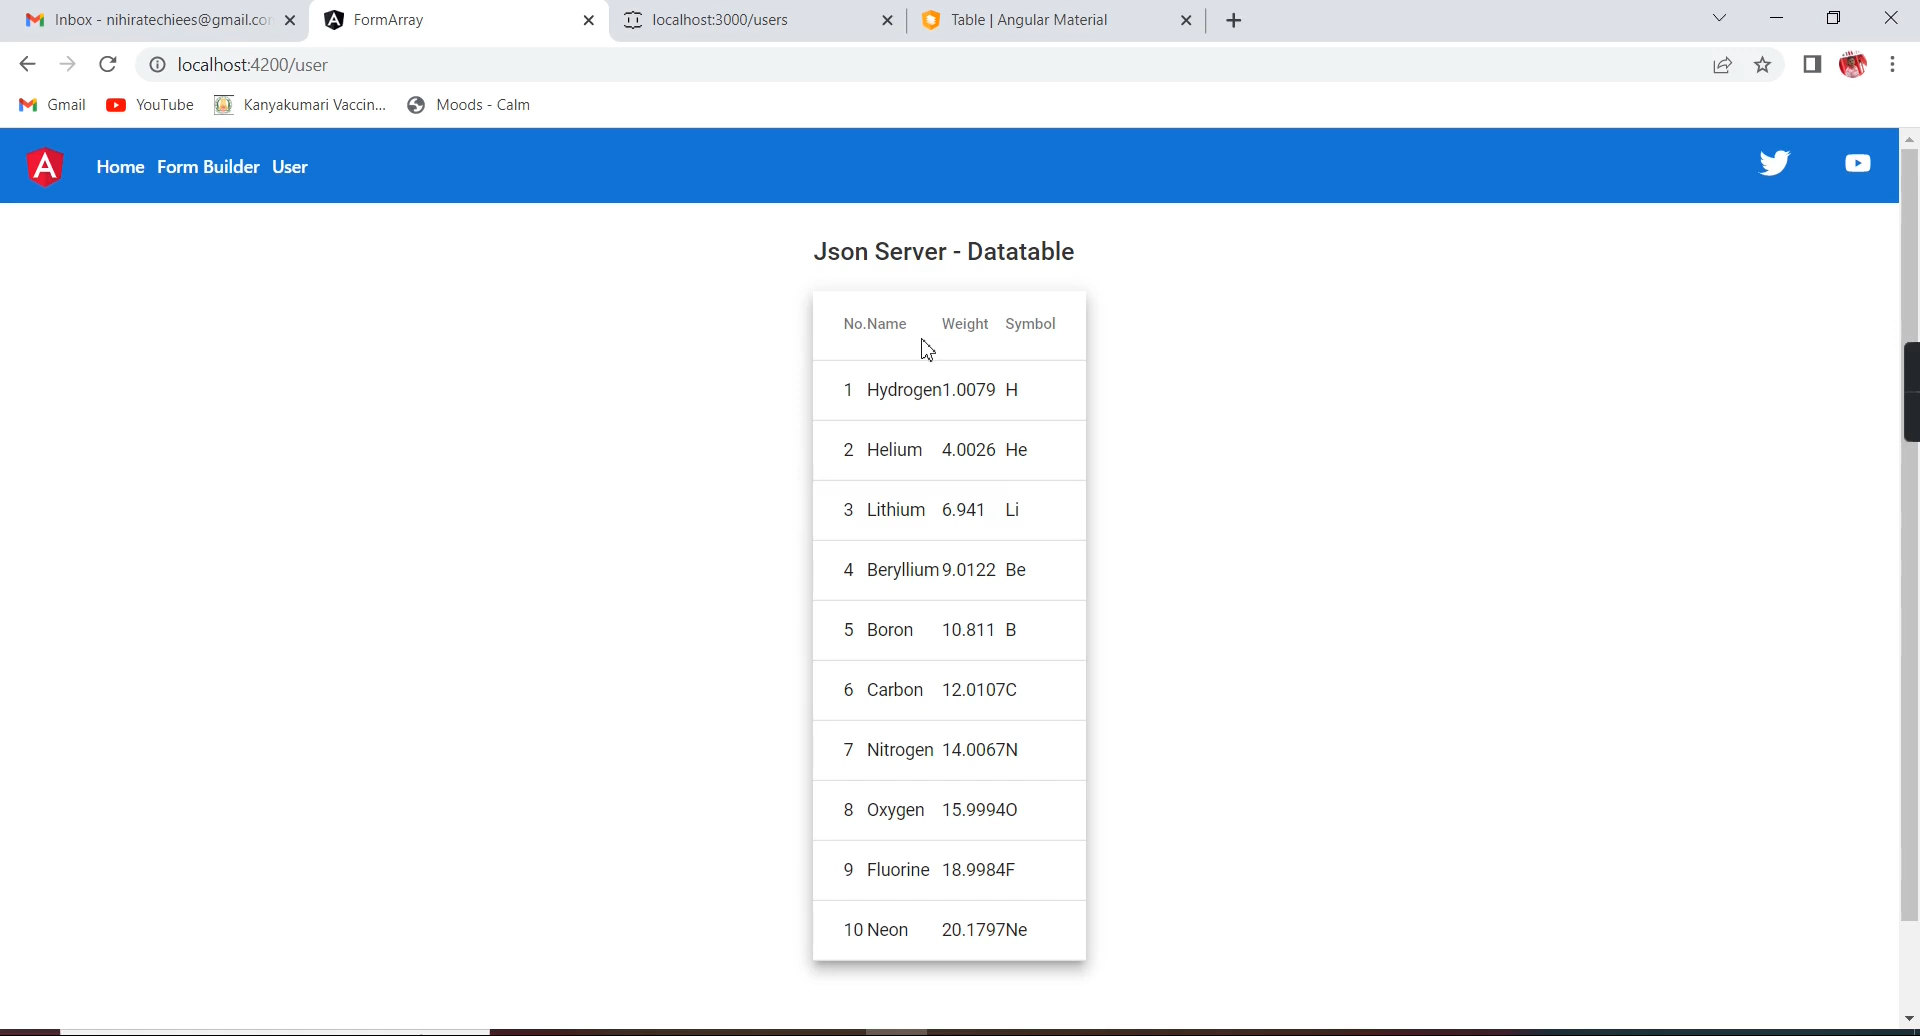 Inbox - nihiratechiees@gmail.con
FormArray
localhost:3000/users
Table | Angular Material
localhost:4200/user
Gmail
YouTube
Kanyakumari Vaccin...
Moods - Calm
A Home Form Builder User
Json Server - Datatable
No. Name Weight Symbol
1 Hydrogen 1.0079 H
2 Helium 4.0026 He
3 Lithium 6.941 Li
4 Beryllium 9.0122 Be
5 Boron 10.811 B
6 Carbon 12.0107 C
7 Nitrogen 14.0067 N
8 Oxygen 15.9994 O
9 Fluorine 18.9984 F
10 Neon 20.1797 Ne